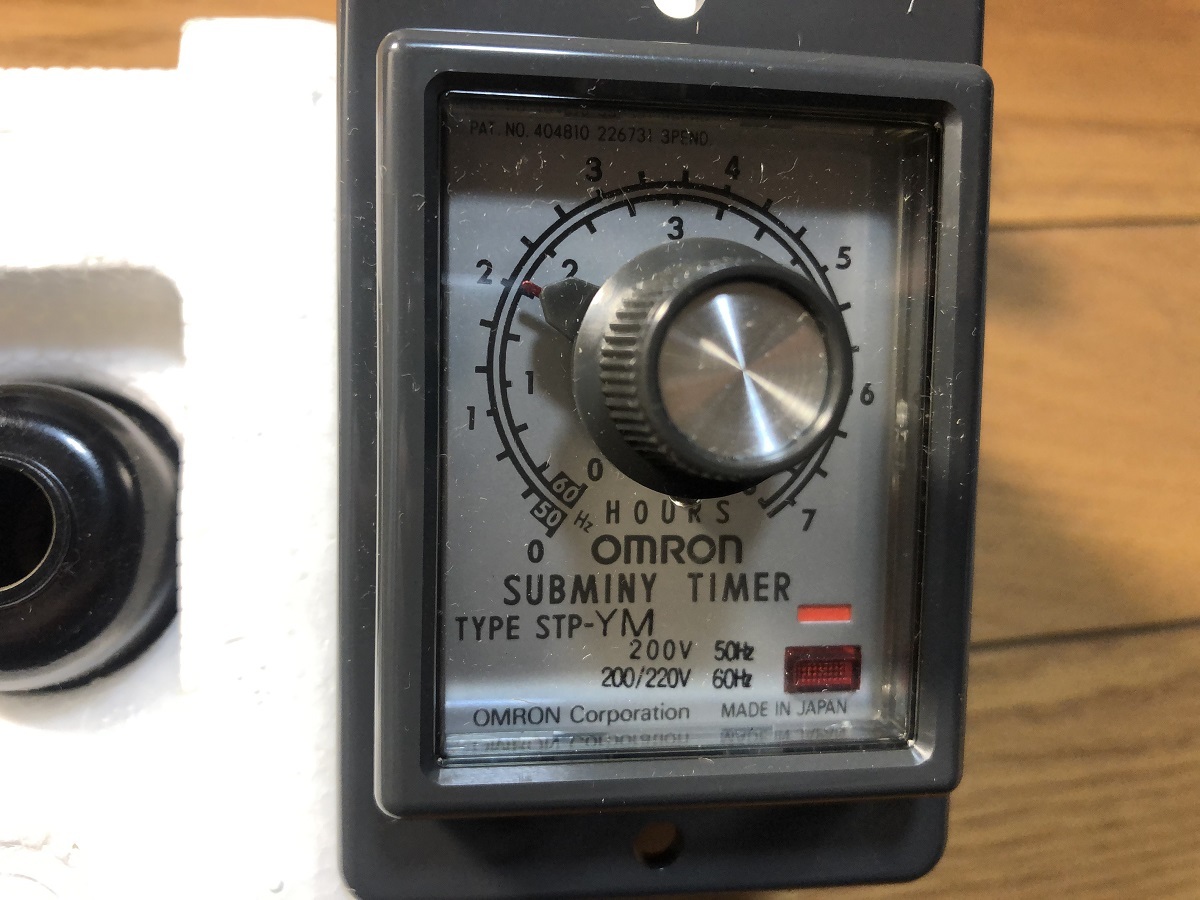 PAT. NO. 404810 226731 3PEND.
3 4
3
2 2 5
1 1 6
0
60
50 Hz
7
0
HOURS
OMRON
SUBMINY TIMER
TYPE STP-YM
200V 50Hz
200/220V 60Hz
OMRON Corporation MADE IN JAPAN